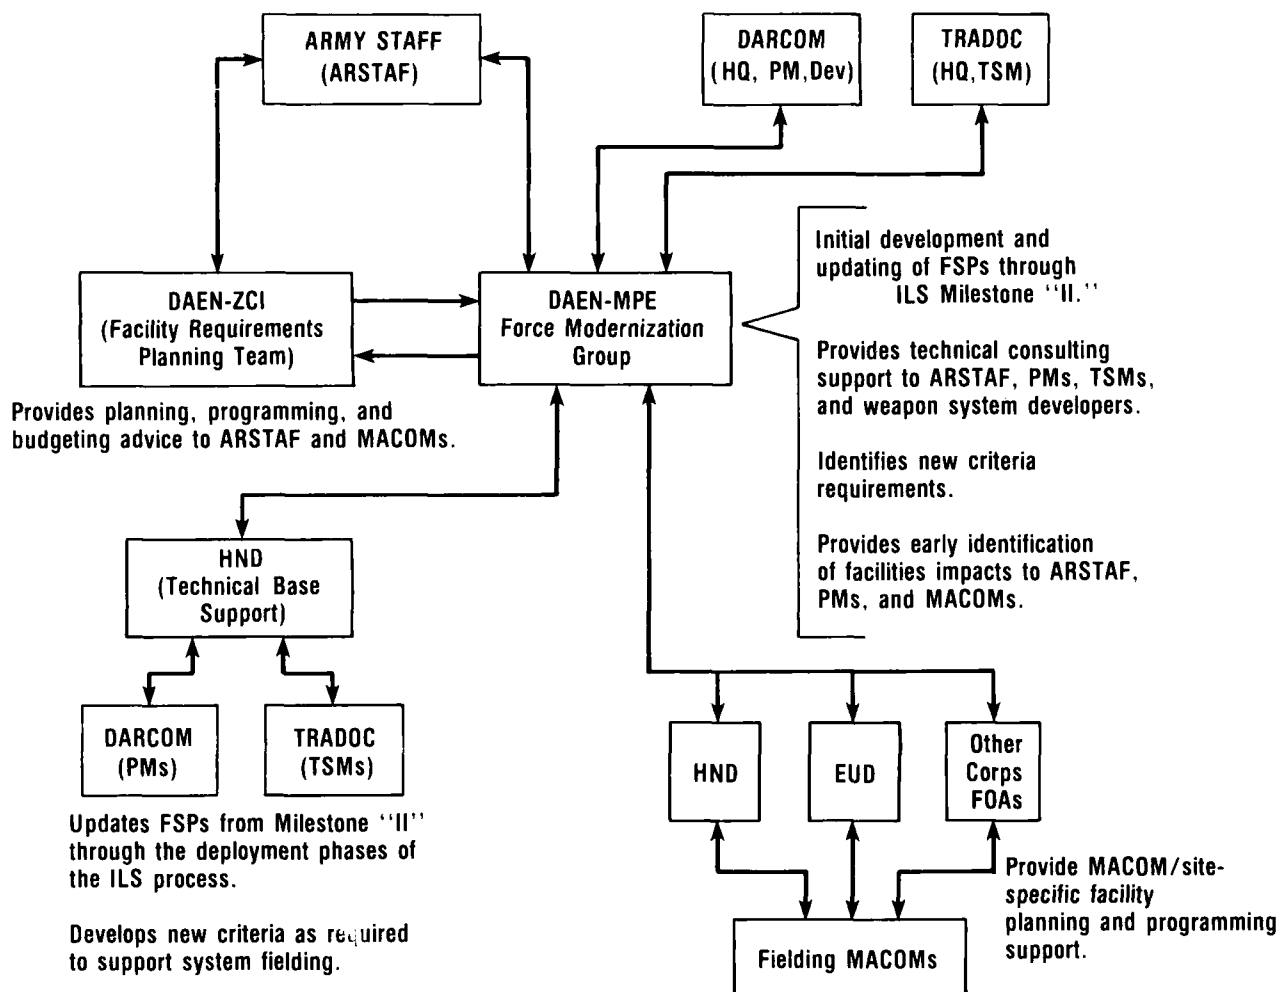 ARMY STAFF
(ARSTAF)
DARCOM
(HQ, PM,Dev)
TRADOC
(HQ,TSM)
DAEN-ZCI
(Facility Requirements
Planning Team)
DAEN-MPE
Force Modernization
Group
Initial development and
updating of FSPs through
ILS Milestone ‘‘II.’’
Provides technical consulting
support to ARSTAF, PMs, TSMs,
and weapon system developers.
Identifies new criteria
requirements.
Provides early identification
of facilities impacts to ARSTAF,
PMs, and MACOMs.
Provides planning, programming, and
budgeting advice to ARSTAF and MACOMs.
HND
(Technical Base
Support)
DARCOM
(PMs)
TRADOC
(TSMs)
Updates FSPs from Milestone ‘‘II’’
through the deployment phases of
the ILS process.
Develops new criteria as required
to support system fielding.
HND
EUD
Other
Corps
FOAs
Provide MACOM/site-
specific facility
planning and programming
support.
Fielding MACOMs